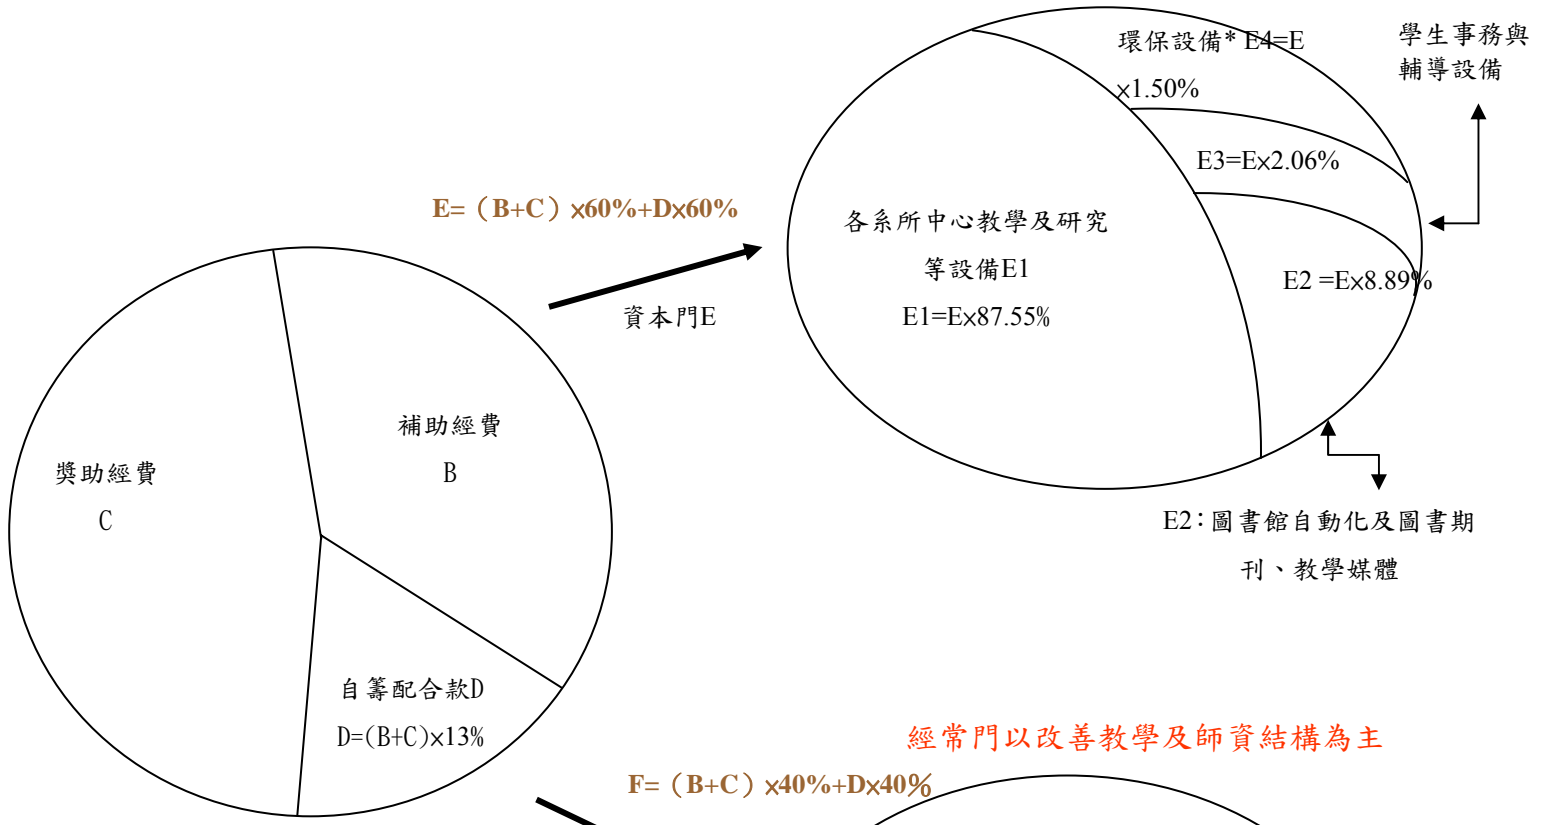 環保設備* E4=E
×1.50%
學生事務與
輔導設備
E3=E×2.06%
E=（B+C）×60%+D×60%
各系所中心教學及研究
等設備E1
E1=E×87.55%
E2 =E×8.89%
資本門E
補助經費
B
獎助經費
C
E2：圖書館自動化及圖書期
刊、教學媒體
自籌配合款D
D=(B+C)×13%
經常門以改善教學及師資結構為主
F=（B+C）×40%+D×40%